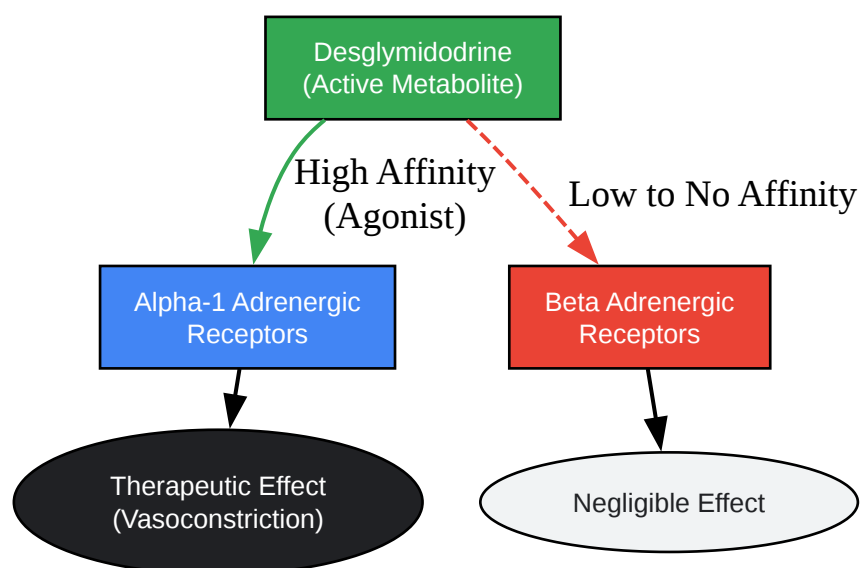 Desglymidodrine
(Active Metabolite)
High Affinity
(Agonist)
Low to No Affinity
Alpha-1 Adrenergic
Receptors
Beta Adrenergic
Receptors
Therapeutic Effect
(Vasoconstriction)
Negligible Effect